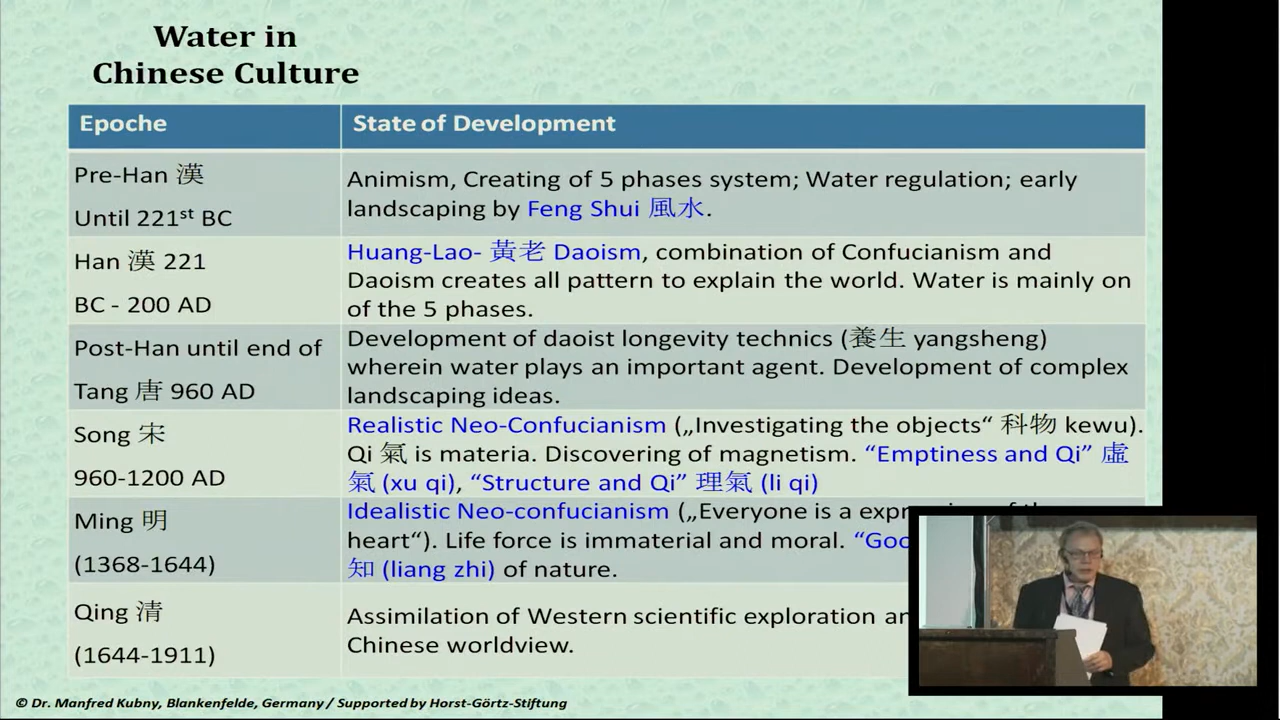 Water in
Chinese Culture
Epoche
State of Development
Pre-Han 漢
Until 221st BC
Animism, Creating of 5 phases system; Water regulation; early
landscaping by Feng Shui 風水.
Han 漢 221
BC - 200 AD
Huang-Lao- 黃老 Daoism, combination of Confucianism and
Daoism creates all pattern to explain the world. Water is mainly on
of the 5 phases.
Post-Han until end of
Tang 唐 960 AD
Development of daoist longevity technics (養生 yangsheng)
wherein water plays an important agent. Development of complex
landscaping ideas.
Song 宋
960-1200 AD
Realistic Neo-Confucianism („Investigating the objects“ 科物 kewu).
Qi 氣 is materia. Discovering of magnetism. “Emptiness and Qi” 虛
氣 (xu qi), “Structure and Qi” 理氣 (li qi)
Ming 明
(1368-1644)
Idealistic Neo-confucianism („Everyone is a
heart“). Life force is immaterial and moral.
知 (liang zhi) of nature.
Qing 清
(1644-1911)
Assimilation of Western scientific exploration
Chinese worldview.
© Dr. Manfred Kubny, Blankenfelde, Germany / Supported by Horst-Görtz-Stiftung